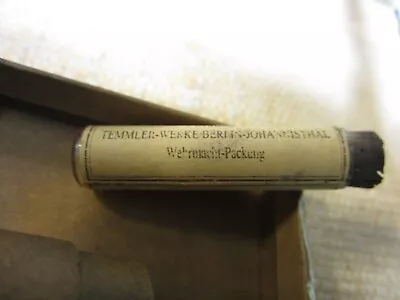 TEMMLER-WERKE/BERLIN-JOHANNISTHAL
Wehrmacht-Packung